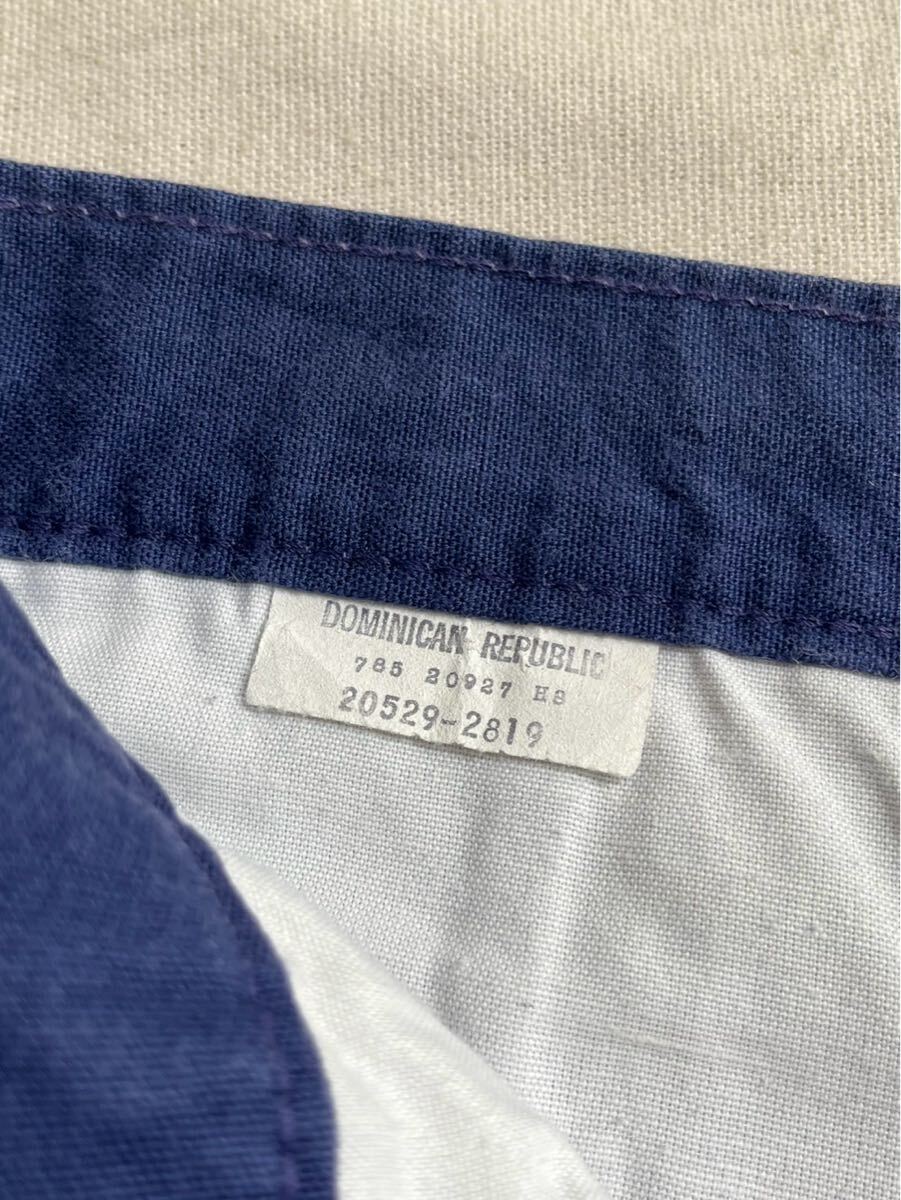 DOMINICAN REPUBLIC
785 20927 HS
20529-2819